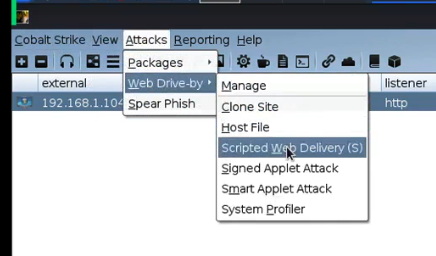 Cobalt Strike View Attacks Reporting Help
Packages
Web Drive-by
Spear Phish
Manage
Clone Site
Host File
Scripted Web Delivery (S)
Signed Applet Attack
Smart Applet Attack
System Profiler
external
listener
192.168.1.104
http